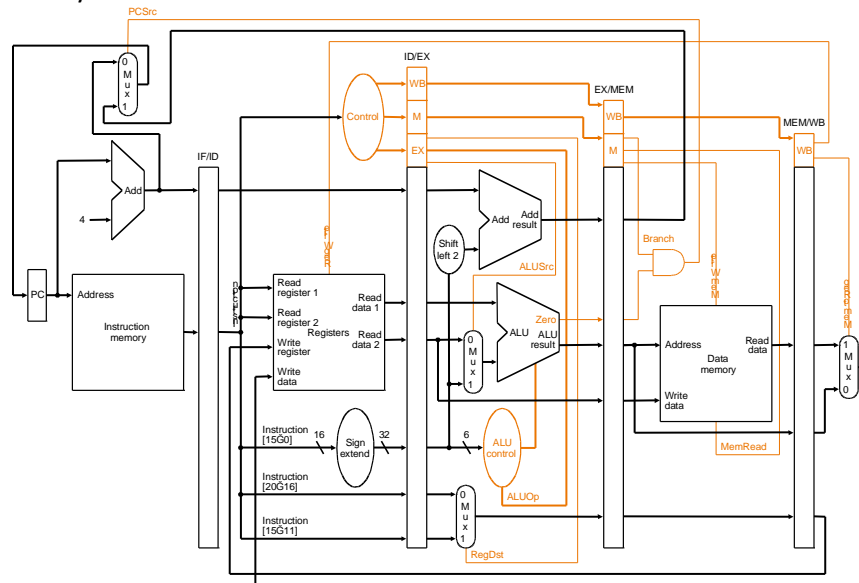 PCSrc
ID/EX
0
M
u
x
1
WB
EX/MEM
Control
M
WB
MEM/WB
EX
M
WB
IF/ID
Add
4
Add
Add
result
Branch
Shift
left 2
ALUSrc
PC
Address
Instruction
memory
Read
register 1
Read
data 1
Read
register 2
Registers
Read
data 2
Write
register
Write
data
Zero
ALU
ALU
result
0
M
u
x
1
Address
Read
data
Data
memory
Write
data
1
M
u
x
0
Instruction
[15G0]
16
Sign
extend
32
6
ALU
control
MemRead
Instruction
[20G16]
ALUOp
0
M
u
x
1
Instruction
[15G11]
RegDst